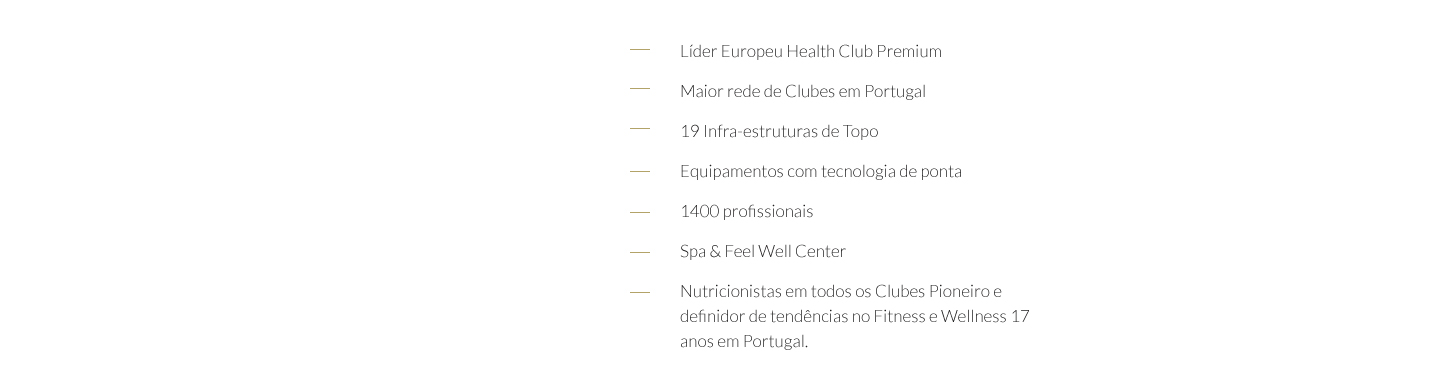 Líder Europeu Health Club Premium
Maior rede de Clubes em Portugal
19 Infra-estruturas de Topo
Equipamentos com tecnologia de ponta
1400 profissionais
Spa & Feel Well Center
Nutricionistas em todos os Clubes Pioneiro e
definidor de tendências no Fitness e Wellness 17
anos em Portugal.